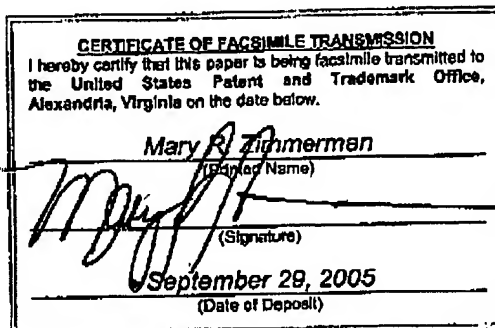 CERTIFICATE OF FACSIMILE TRANSMISSION
I hereby certify that this paper is being facsimile transmitted to
the United States Patent and Trademark Office,
Alexandria, Virginia on the date below.
Mary R. Zimmerman
(Printed Name)
(Signature)
September 29, 2005
(Date of Deposit)